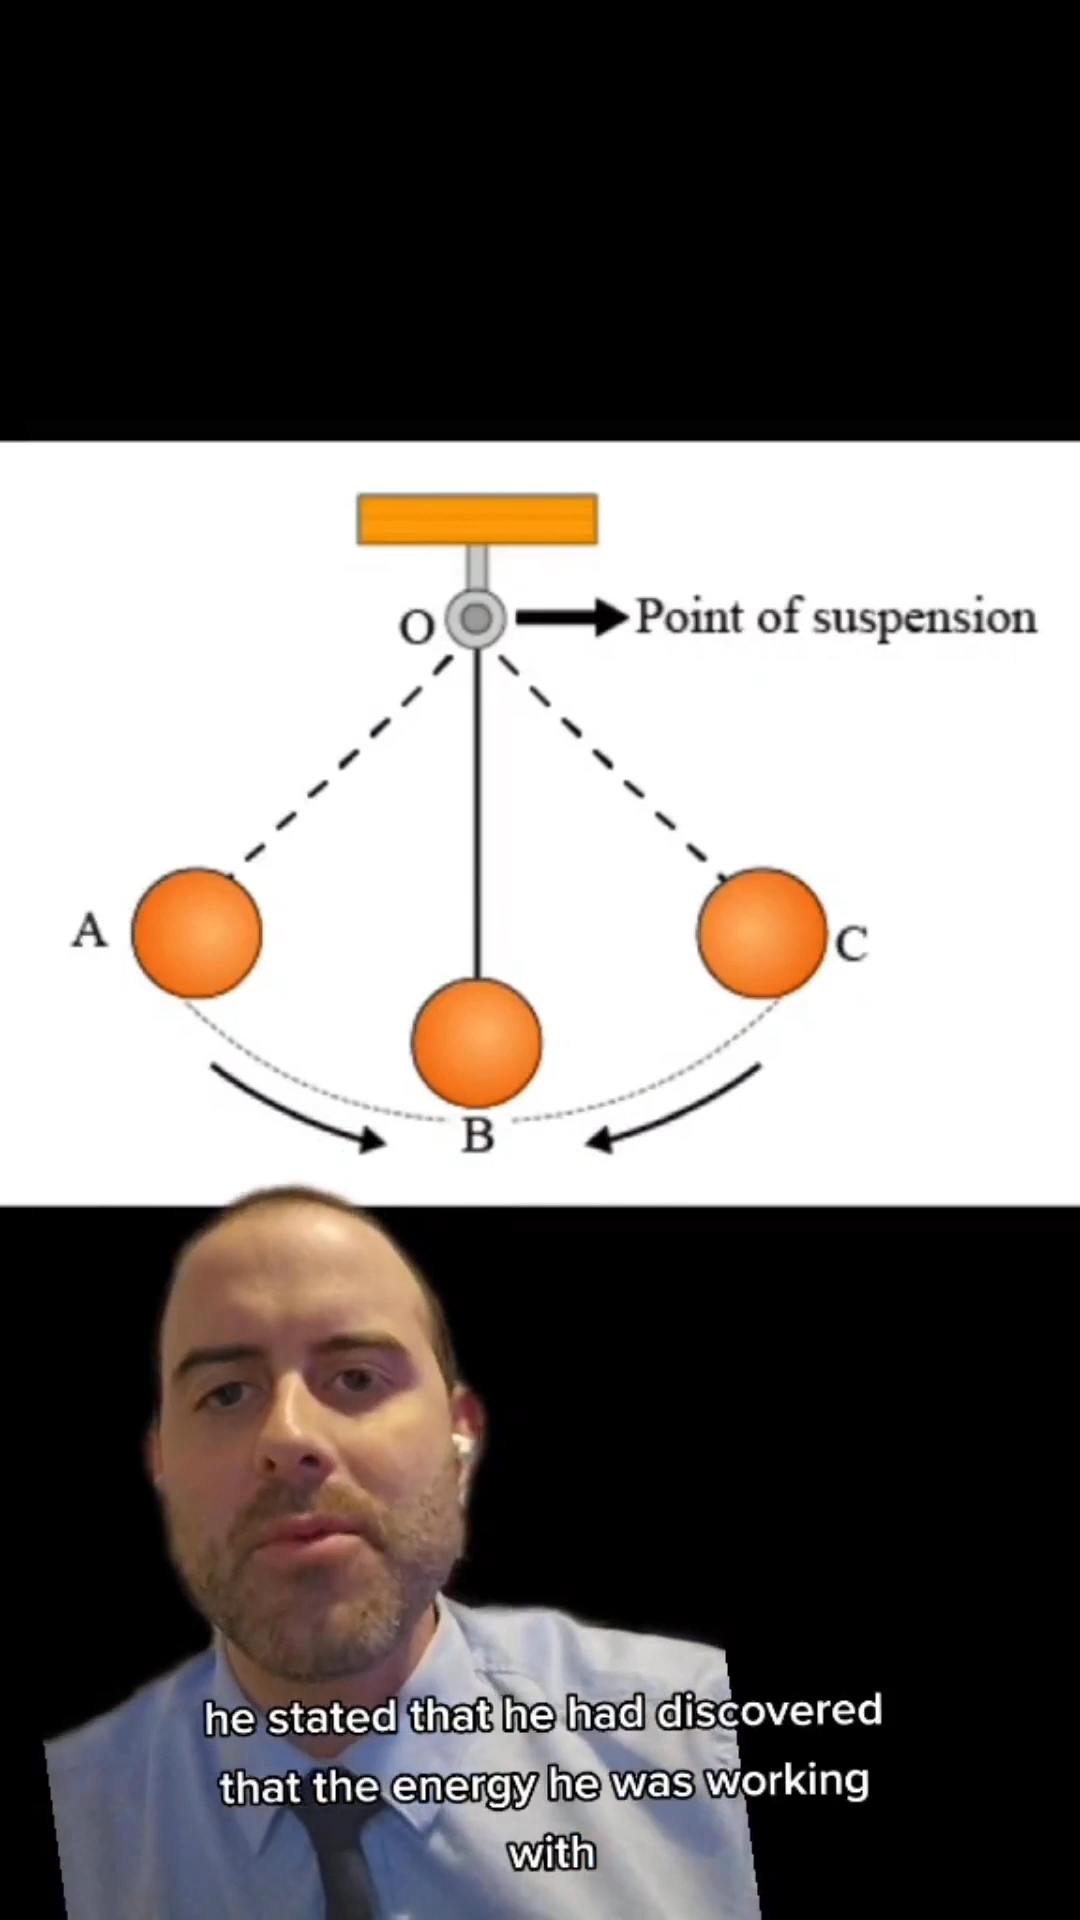 O
Point of suspension
A
C
B
he stated that he had discovered
that the energy he was working
with